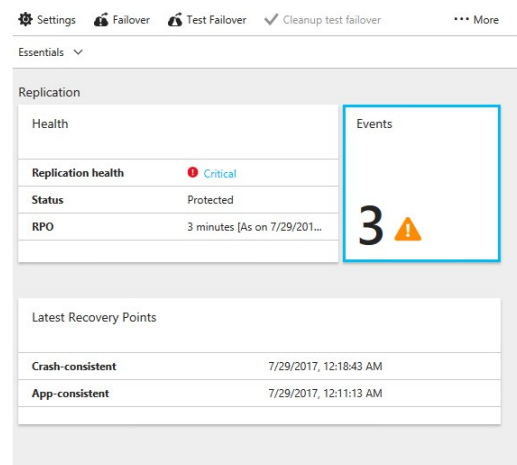 Settings Failover Test Failover Cleanup test failover ••• More
Essentials
Replication
Health
Events
Replication health Critical
Status Protected
RPO 3 minutes [As on 7/29/201...
3
Latest Recovery Points
Crash-consistent 7/29/2017, 12:18:43 AM
App-consistent 7/29/2017, 12:11:13 AM